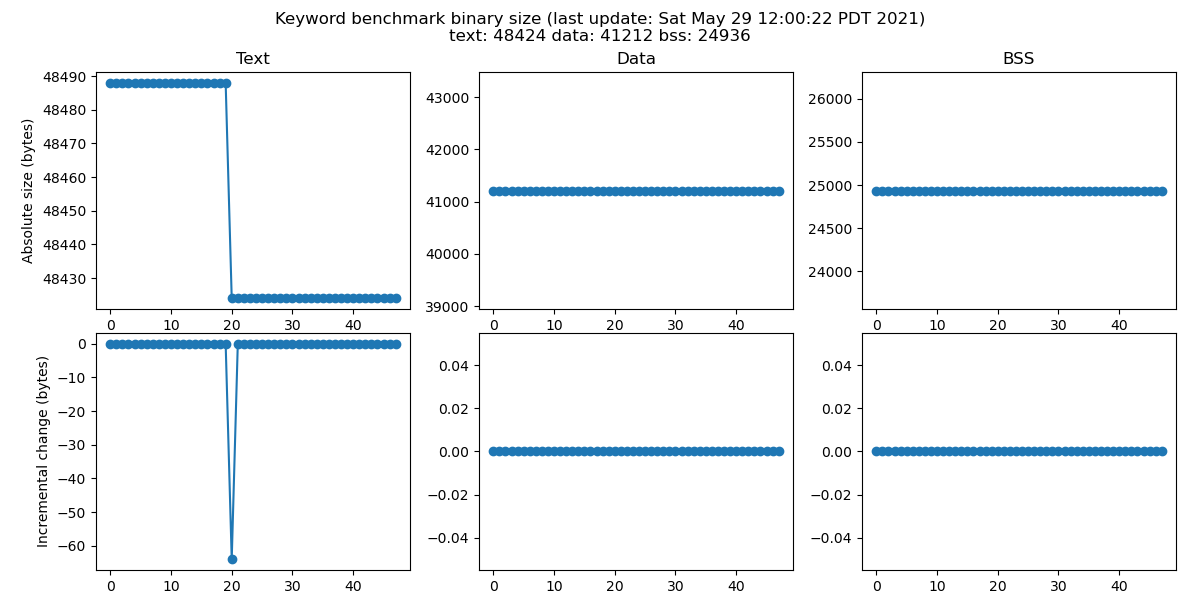 Keyword benchmark binary size (last update: Sat May 29 12:00:22 PDT 2021)
text: 48424 data: 41212 bss: 24936
Text
Absolute size (bytes)
48490
48480
48470
48460
48450
48440
48430
0 10 20 30 40
Data
43000
42000
41000
40000
39000
0 10 20 30 40
BSS
26000
25500
25000
24500
24000
0 10 20 30 40
Incremental change (bytes)
0
−10
−20
−30
−40
−50
−60
0 10 20 30 40
0.04
0.02
0.00
−0.02
−0.04
0 10 20 30 40
0.04
0.02
0.00
−0.02
−0.04
0 10 20 30 40